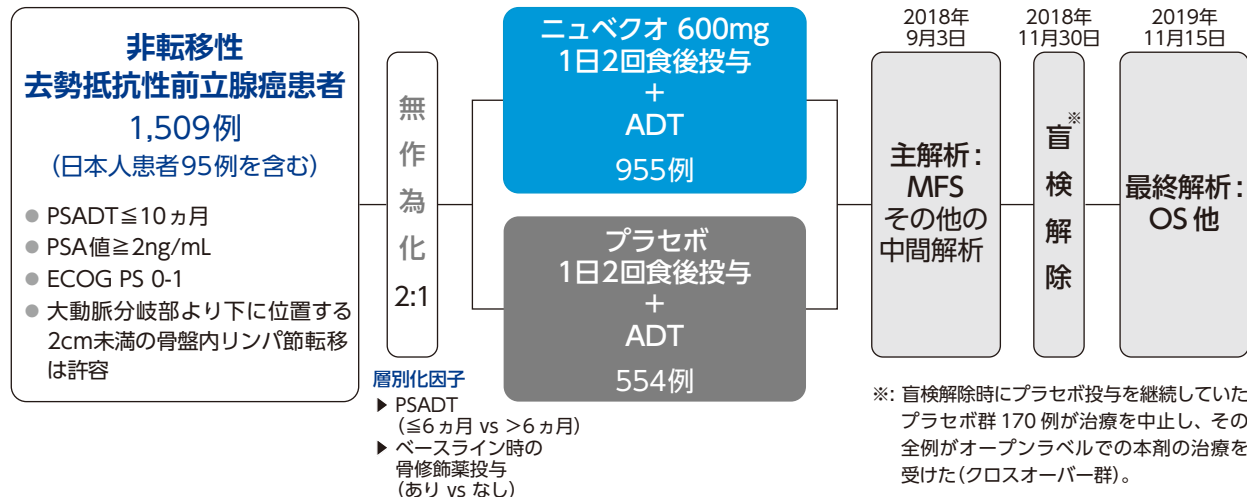 非転移性
去勢抵抗性前立腺癌患者
1,509例
(日本人患者95例を含む)
● PSADT≦10ヵ月
● PSA値≧2ng/mL
● ECOG PS 0-1
● 大動脈分岐部より下に位置する
2cm未満の骨盤内リンパ節転移
は許容
無
作
為
化
2:1
層別化因子
▶ PSADT
(≦6ヵ月 vs >6ヵ月)
▶ ベースライン時の
骨修飾薬投与
(あり vs なし)
ニュベクオ 600mg
1日2回食後投与
+
ADT
955例
プラセボ
1日2回食後投与
+
ADT
554例
2018年
9月3日
主解析:
MFS
その他の
中間解析
2018年
11月30日
盲※
検
解
除
2019年
11月15日
最終解析:
OS 他
※: 盲検解除時にプラセボ投与を継続していた
プラセボ群 170 例が治療を中止し、その
全例がオープンラベルでの本剤の治療を
受けた(クロスオーバー群)。